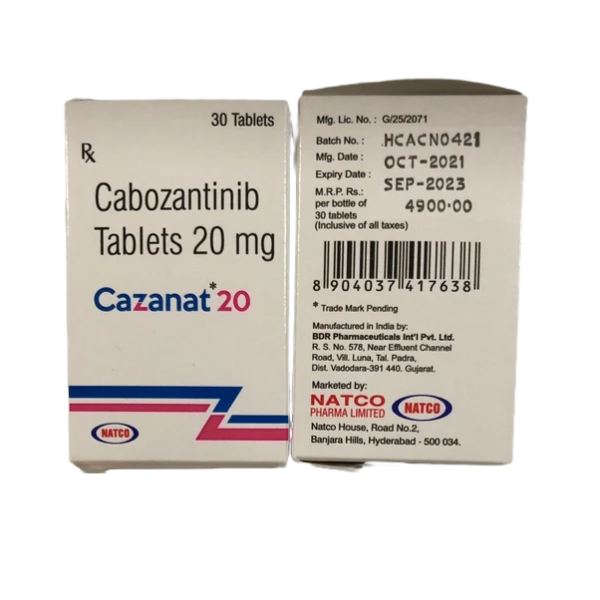 30 Tablets
Rx
Cabozantinib
Tablets 20 mg
Cazanat*20
NATCO
Mfg. Lic. No. : G/25/2071
Batch No. : HCACN0421
Mfg. Date : OCT-2021
Expiry Date : SEP-2023
M.R.P. Rs.:
per bottle of 4900.00
30 tablets
(Inclusive of all taxes)
8 904037 417638
* Trade Mark Pending
Manufactured in India by:
BDR Pharmaceuticals Int'l Pvt. Ltd.
R. S. No. 578, Near Effluent Channel
Road, Vill. Luna, Tal. Padra,
Dist. Vadodara-391 440. Gujarat.
Marketed by:
NATCO
PHARMA LIMITED NATCO
Natco House, Road No.2,
Banjara Hills, Hyderabad - 500 034.